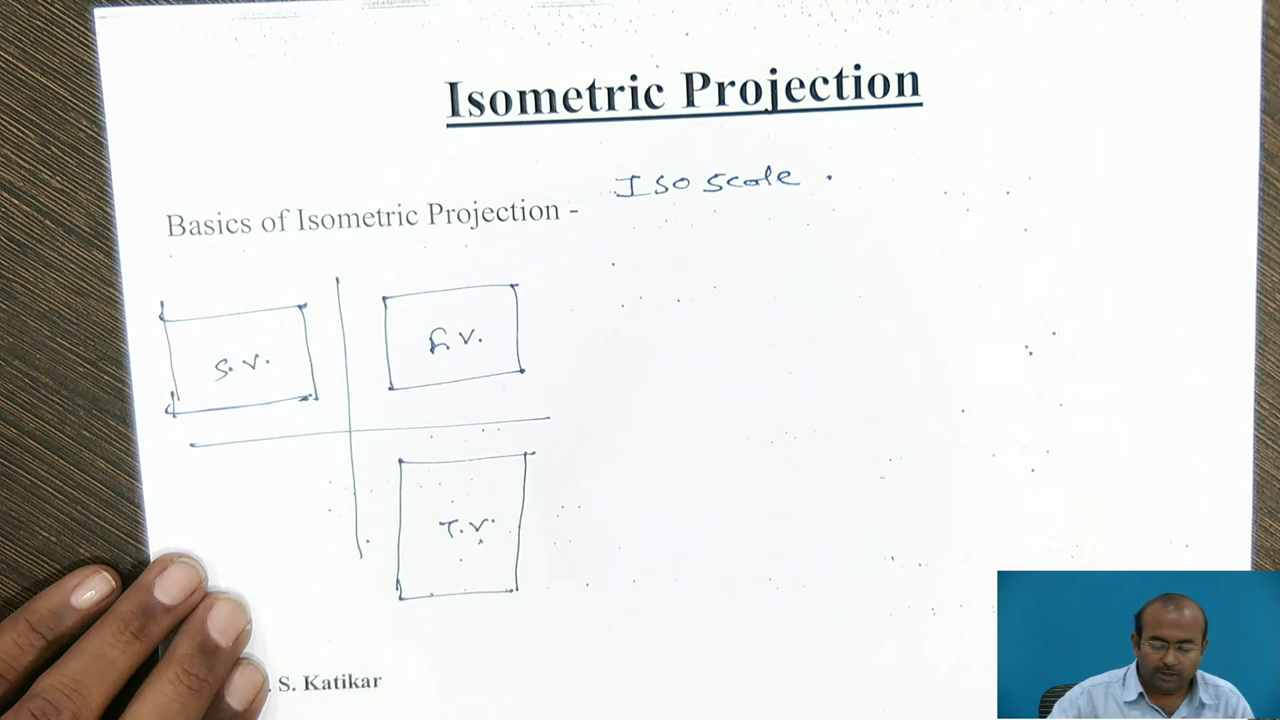 Isometric Projection
Iso Scale .
Basics of Isometric Projection -
S. V.
F. V.
T. V.
. S. Katikar